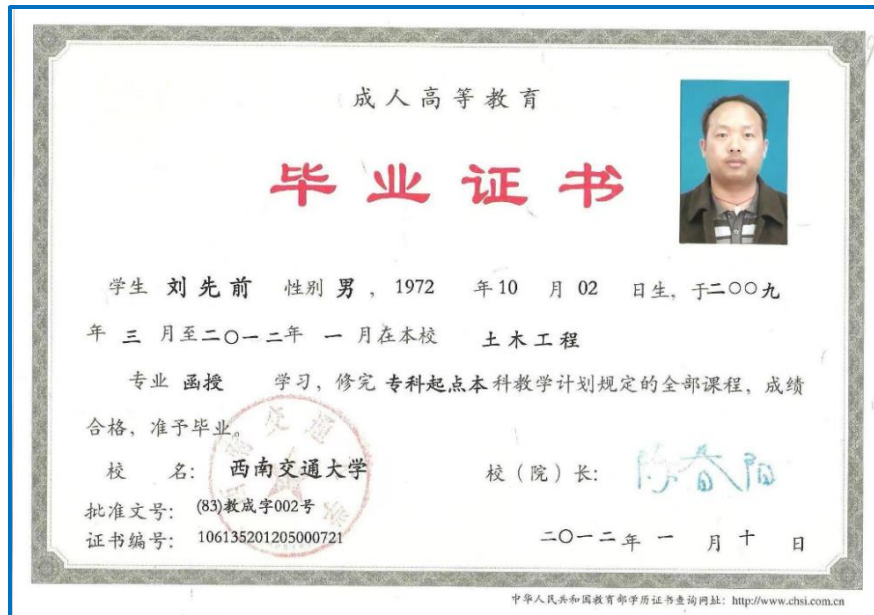 成人高等教育
毕业证书
学生 刘先前 性别 男 , 1972 年 10 月 02 日生, 于二〇〇九
年 三 月至二〇一二年 一 月在本校 土木工程
专业 函授 学习, 修完 专科起点本科教学计划规定的全部课程, 成绩
合格, 准予毕业。
校 名: 西南交通大学 校(院)长:
批准文号: (83)教成字002号
证书编号: 106135201205000721 二〇一二年 一 月 十 日
中华人民共和国教育部学历证书查询网址: http://www.chsi.com.cn